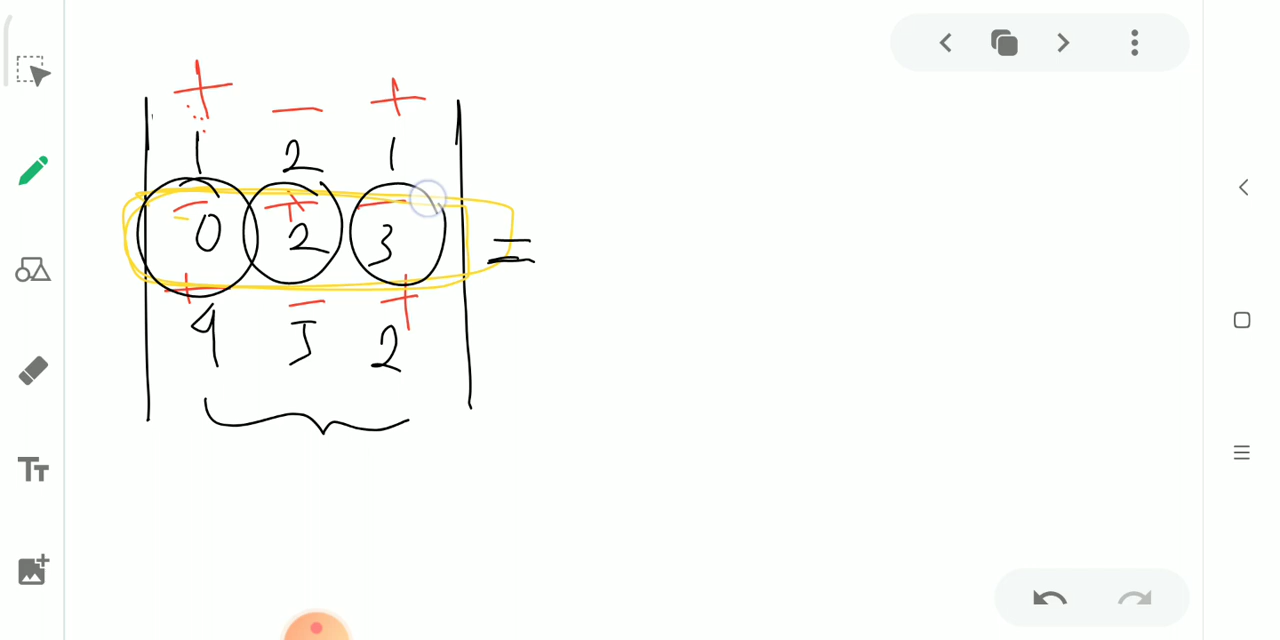 + − +
1 2 1
− + −
0 2 3 =
+ − +
4 5 2